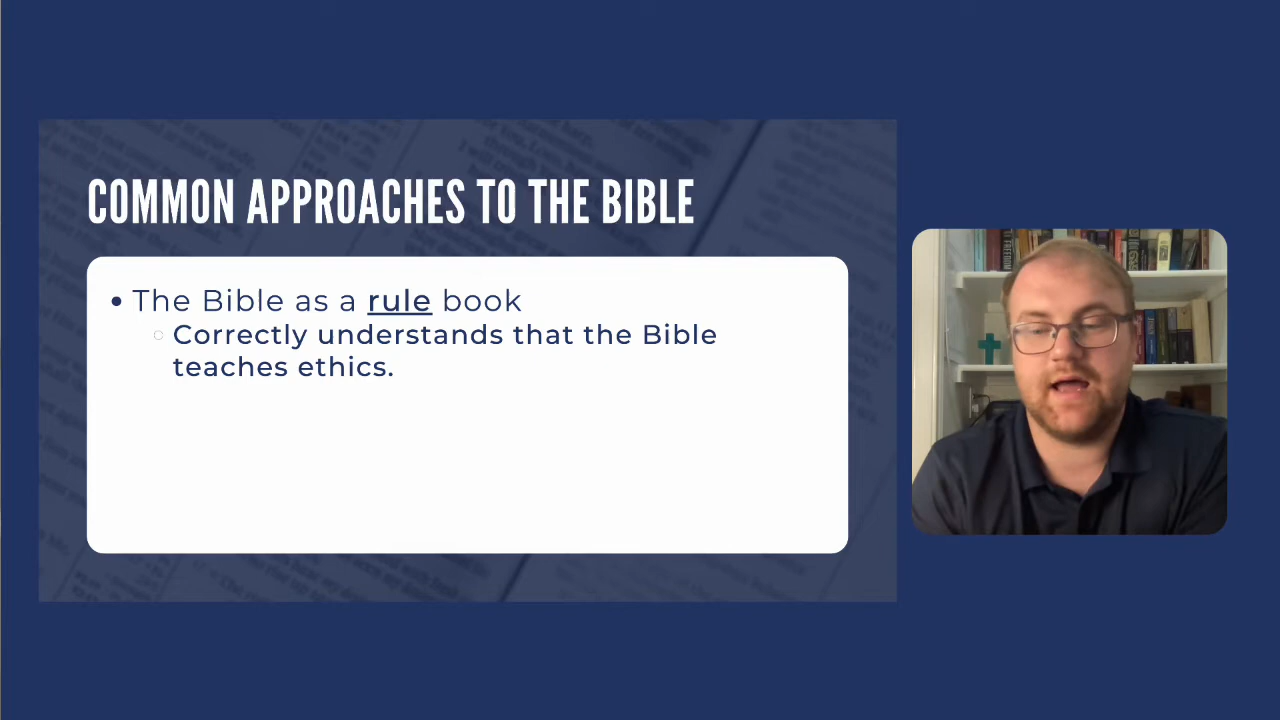 COMMON APPROACHES TO THE BIBLE
The Bible as a rule book
Correctly understands that the Bible
teaches ethics.